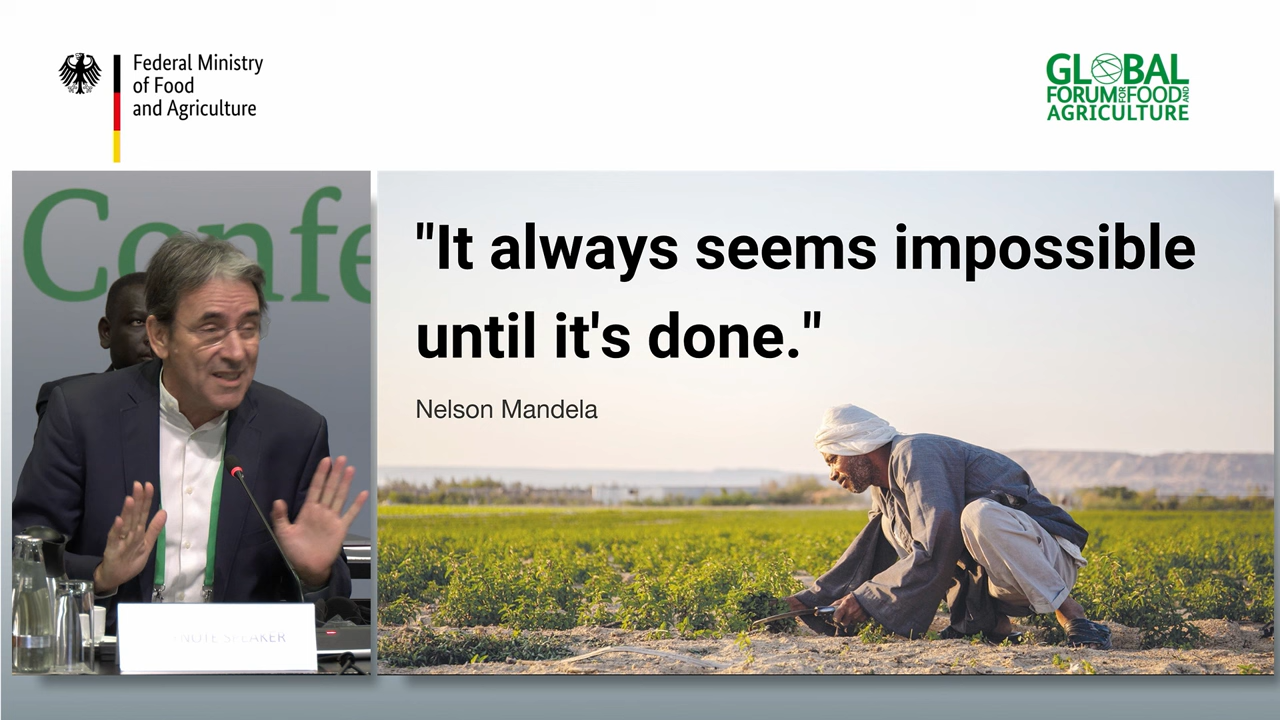 Federal Ministry
of Food
and Agriculture
GLOBAL
FORUM FOR FOOD AND
AGRICULTURE
Confe
"It always seems impossible
until it's done."
Nelson Mandela
SPEAKER